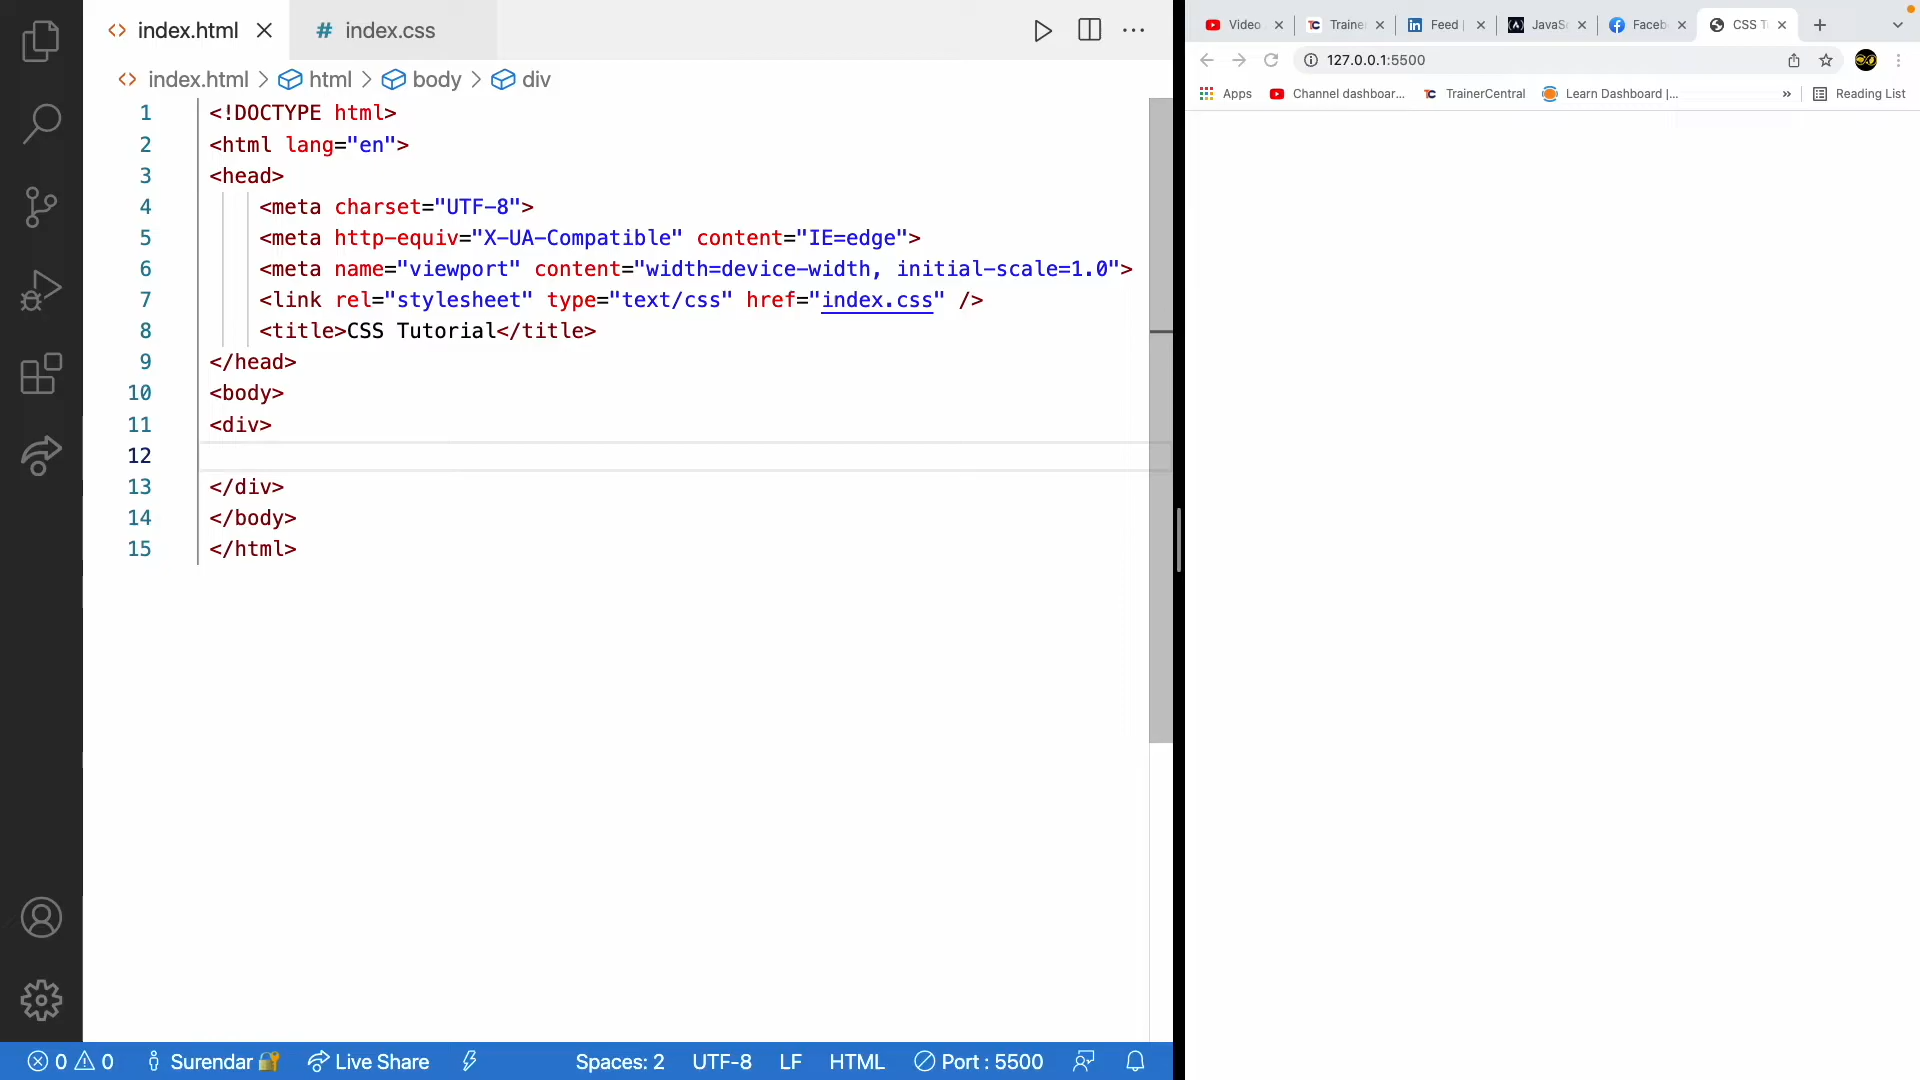 index.html
index.css
index.html > html > body > div
1 <!DOCTYPE html>
2 <html lang="en">
3 <head>
4 <meta charset="UTF-8">
5 <meta http-equiv="X-UA-Compatible" content="IE=edge">
6 <meta name="viewport" content="width=device-width, initial-scale=1.0">
7 <link rel="stylesheet" type="text/css" href="index.css" />
8 <title>CSS Tutorial</title>
9 </head>
10 <body>
11 <div>
12
13 </div>
14 </body>
15 </html>
0 0 Surendar Live Share Spaces: 2 UTF-8 LF HTML Port : 5500
Video Traine Feed JavaS Faceb CSS T
127.0.0.1:5500
Apps Channel dashboar... TrainerCentral Learn Dashboard |... » Reading List